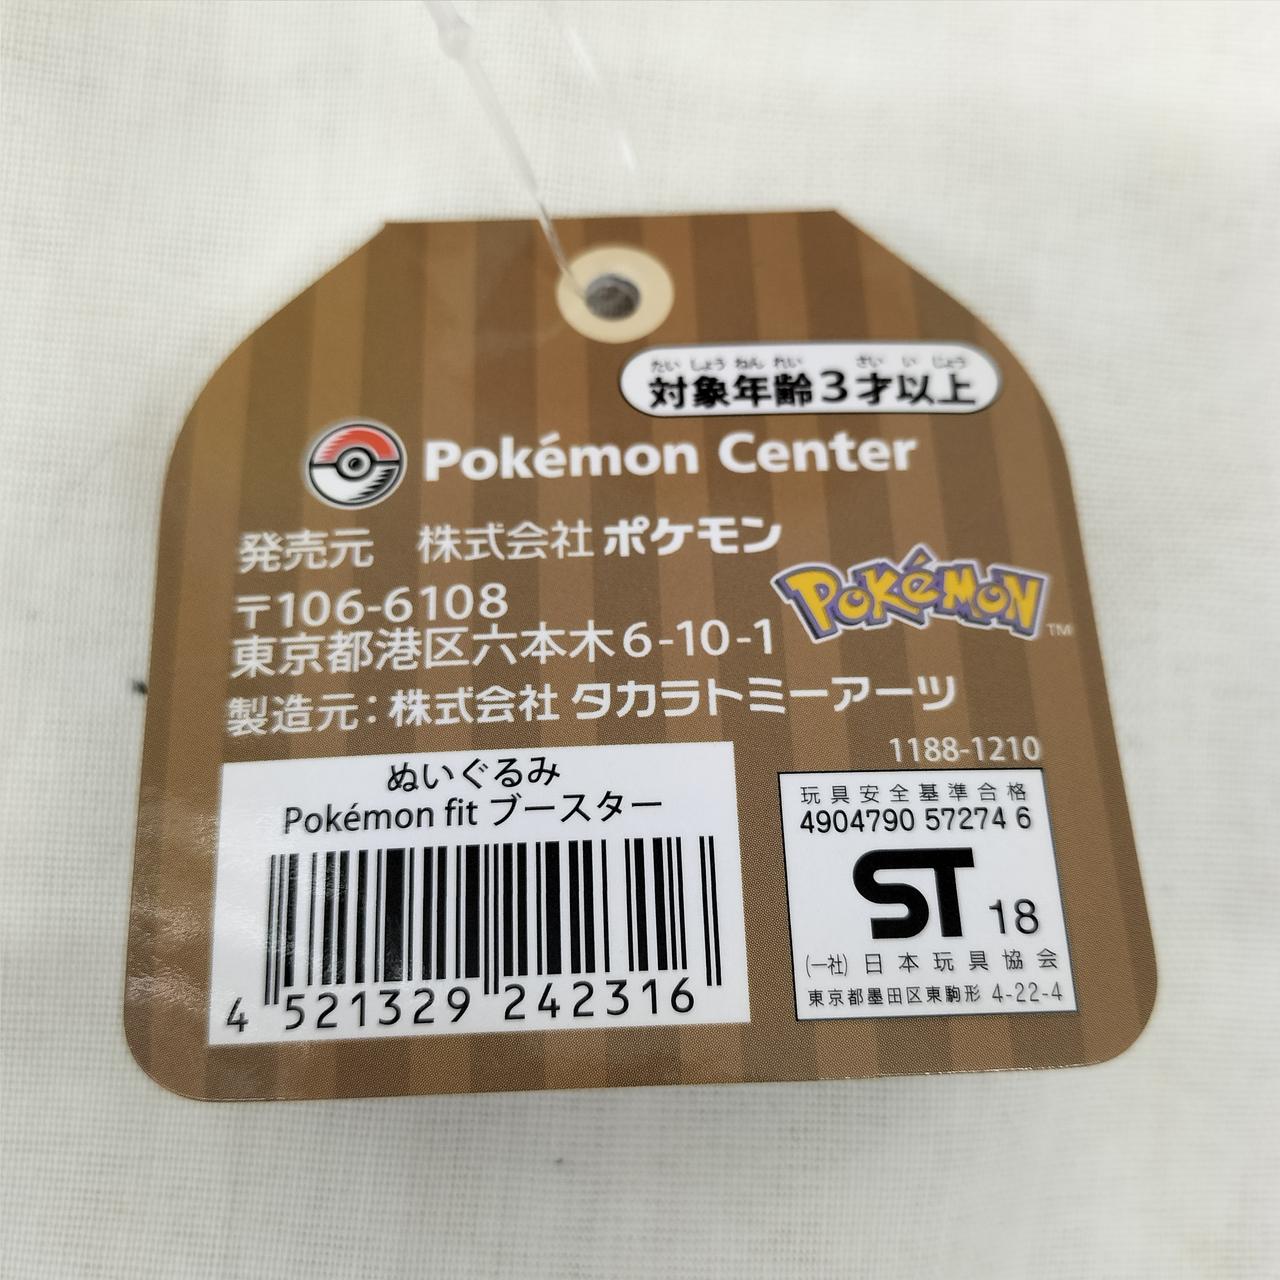 たいしょうねんれい さいいじょう
対象年齢3才以上
Pokémon Center
発売元 株式会社ポケモン
〒106-6108
東京都港区六本木6-10-1
POKéMON TM
製造元：株式会社タカラトミーアーツ
1188-1210
ぬいぐるみ
Pokémon fit ブースター
4 521329 242316
玩具安全基準合格
4904790 57274 6
ST 18
(一社) 日本玩具協会
東京都墨田区東駒形 4-22-4